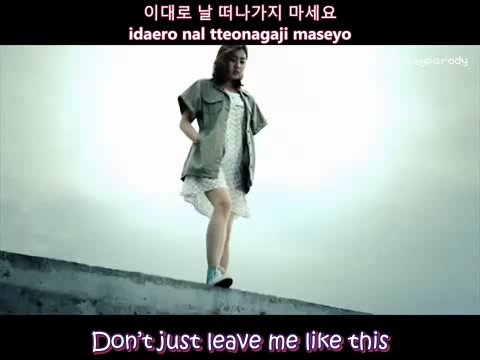 이대로 날 떠나가지 마세요
idaero nal tteonagaji maseyo
Don't just leave me like this